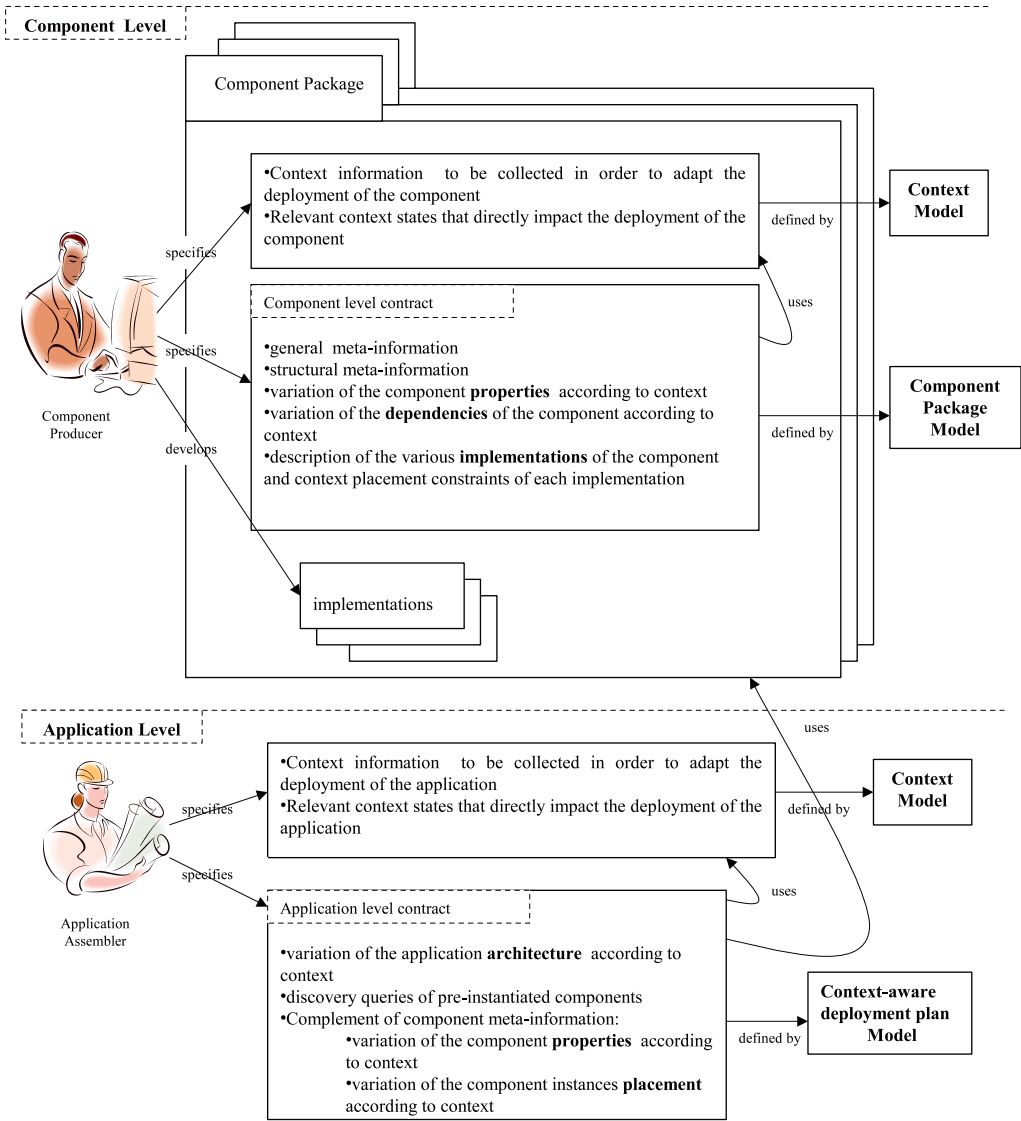 Component Level
Component Package
•Context information to be collected in order to adapt the
deployment of the component
•Relevant context states that directly impact the deployment of the
component
defined by
Context
Model
specifies
uses
Component level contract
specifies
•general meta-information
•structural meta-information
•variation of the component properties according to context
•variation of the dependencies of the component according to
context
•description of the various implementations of the component
and context placement constraints of each implementation
defined by
Component
Package
Model
Component
Producer
develops
implementations
Application Level
uses
•Context information to be collected in order to adapt the
deployment of the application
•Relevant context states that directly impact the deployment of the
application
specifies
defined by
Context
Model
specifies
uses
Application
Assembler
Application level contract
•variation of the application architecture according to
context
•discovery queries of pre-instantiated components
•Complement of component meta-information:
•variation of the component properties according
to context
•variation of the component instances placement
according to context
defined by
Context-aware
deployment plan
Model